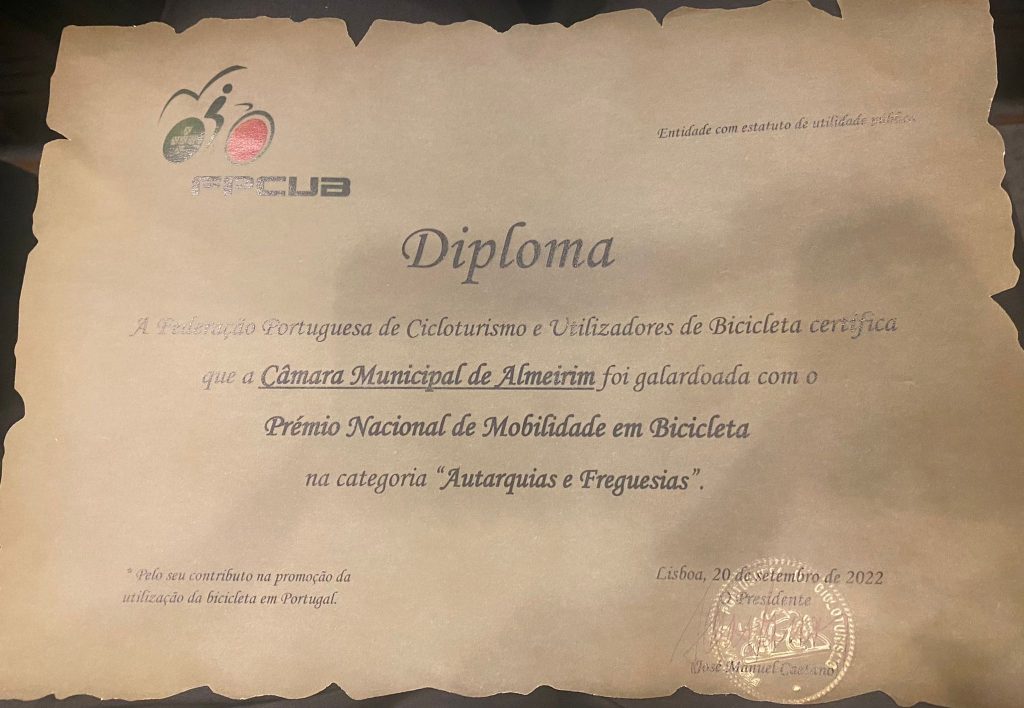 FPCUB
Entidade com estatuto de utilidade pública
Diploma
A Federação Portuguesa de Cicloturismo e Utilizadores de Bicicleta certifica
que a Câmara Municipal de Almeirim foi galardoada com o
Prémio Nacional de Mobilidade em Bicicleta
na categoria “Autarquias e Freguesias”.
* Pelo seu contributo na promoção da
utilização da bicicleta em Portugal.
Lisboa, 20 de setembro de 2022
O Presidente
José Manuel Caetano